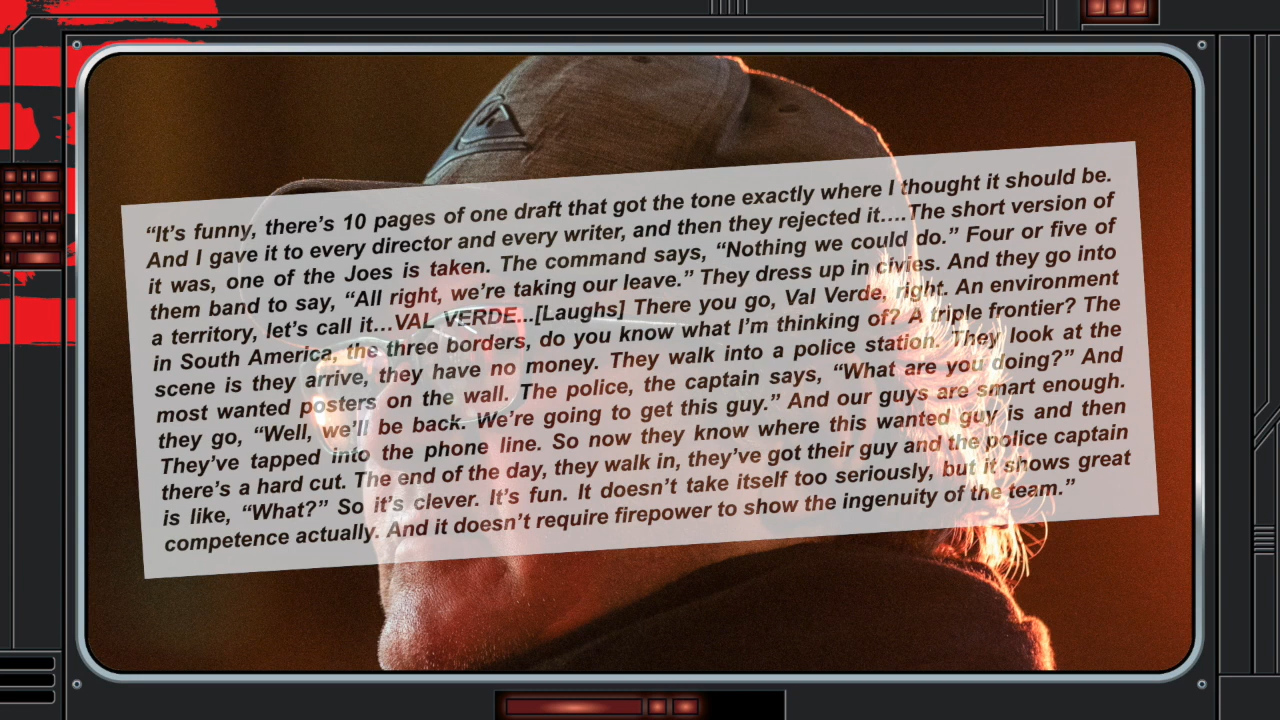 “It’s funny, there’s 10 pages of one draft that got the tone exactly where I thought it should be.
And I gave it to every director and every writer, and then they rejected it....The short version of
it was, one of the Joes is taken. The command says, “Nothing we could do.” Four or five of
them band to say, “All right, we’re taking our leave.” They dress up in civies. And they go into
a territory, let’s call it...VAL VERDE...[Laughs] There you go, Val Verde, right. An environment
in South America, the three borders, do you know what I’m thinking of? A triple frontier? The
scene is they arrive, they have no money. They walk into a police station. They look at the
most wanted posters on the wall. The police, the captain says, “What are you doing?” And
they go, “Well, we’ll be back. We’re going to get this guy.” And our guys are smart enough.
They’ve tapped into the phone line. So now they know where this wanted guy is and then
there’s a hard cut. The end of the day, they walk in, they’ve got their guy and the police captain
is like, “What?” So it’s clever. It’s fun. It doesn’t take itself too seriously, but it shows great
competence actually. And it doesn’t require firepower to show the ingenuity of the team.”